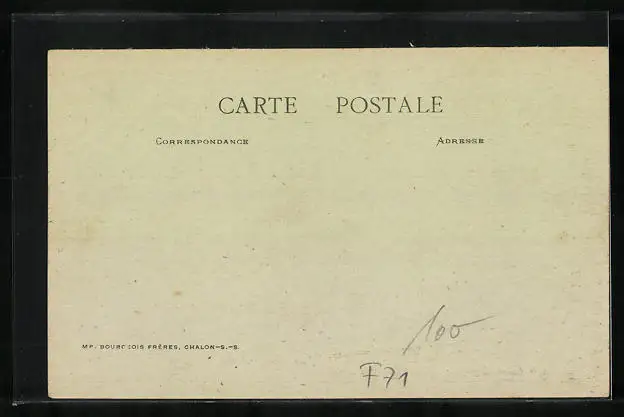 CARTE POSTALE
CORRESPONDANCE ADRESSE
MP. BOURGEOIS FRÈRES, CHALON-S.-S.
100
F71